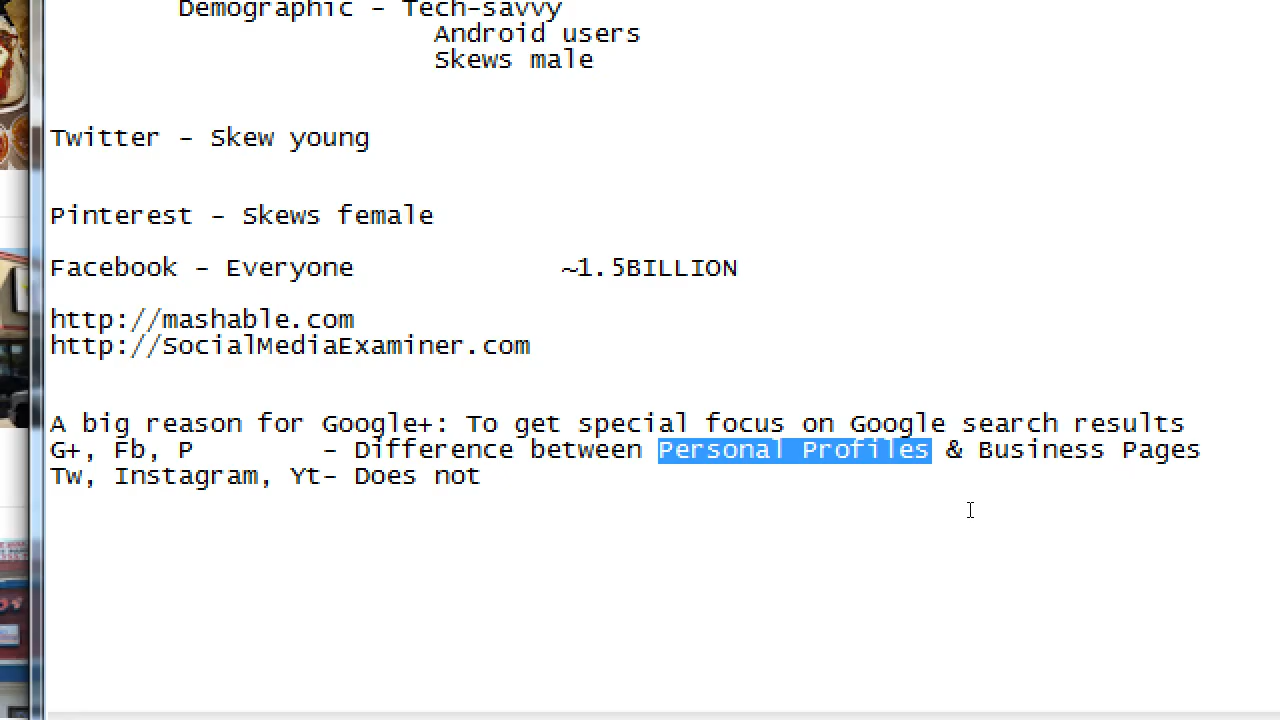 Demographic - Tech-savvy
Android users
Skews male
Twitter - Skew young
Pinterest - Skews female
Facebook - Everyone ~1.5BILLION
http://mashable.com
http://SocialMediaExaminer.com
A big reason for Google+: To get special focus on Google search results
G+, Fb, P - Difference between Personal Profiles & Business Pages
Tw, Instagram, Yt- Does not